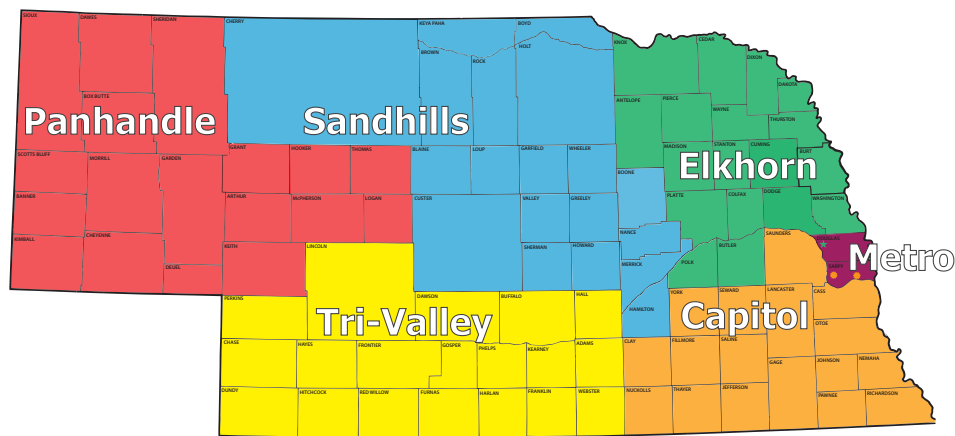 SIOUX
DAWES
SHERIDAN
CHERRY
KEYA PAHA
BOYD
HOLT
BROWN
ROCK
KNOX
CEDAR
DIXON
DAKOTA
BOX BUTTE
ANTELOPE
PIERCE
WAYNE
THURSTON
Panhandle
Sandhills
Elkhorn
SCOTTS BLUFF
MORRILL
GARDEN
GRANT
HOOKER
THOMAS
BLAINE
LOUP
GARFIELD
WHEELER
BOONE
MADISON
STANTON
CUMING
BURT
BANNER
ARTHUR
McPHERSON
LOGAN
CUSTER
VALLEY
GREELEY
PLATTE
COLFAX
DODGE
WASHINGTON
KIMBALL
CHEYENNE
DEUEL
KEITH
LINCOLN
SHERMAN
HOWARD
NANCE
MERRICK
POLK
BUTLER
SAUNDERS
DOUGLAS
SARPY
Metro
PERKINS
DAWSON
BUFFALO
HALL
HAMILTON
YORK
SEWARD
LANCASTER
CASS
Tri-Valley
Capitol
OTOE
CHASE
HAYES
FRONTIER
GOSPER
PHELPS
KEARNEY
ADAMS
CLAY
FILLMORE
SALINE
GAGE
JOHNSON
NEMAHA
DUNDY
HITCHCOCK
RED WILLOW
FURNAS
HARLAN
FRANKLIN
WEBSTER
NUCKOLLS
THAYER
JEFFERSON
PAWNEE
RICHARDSON